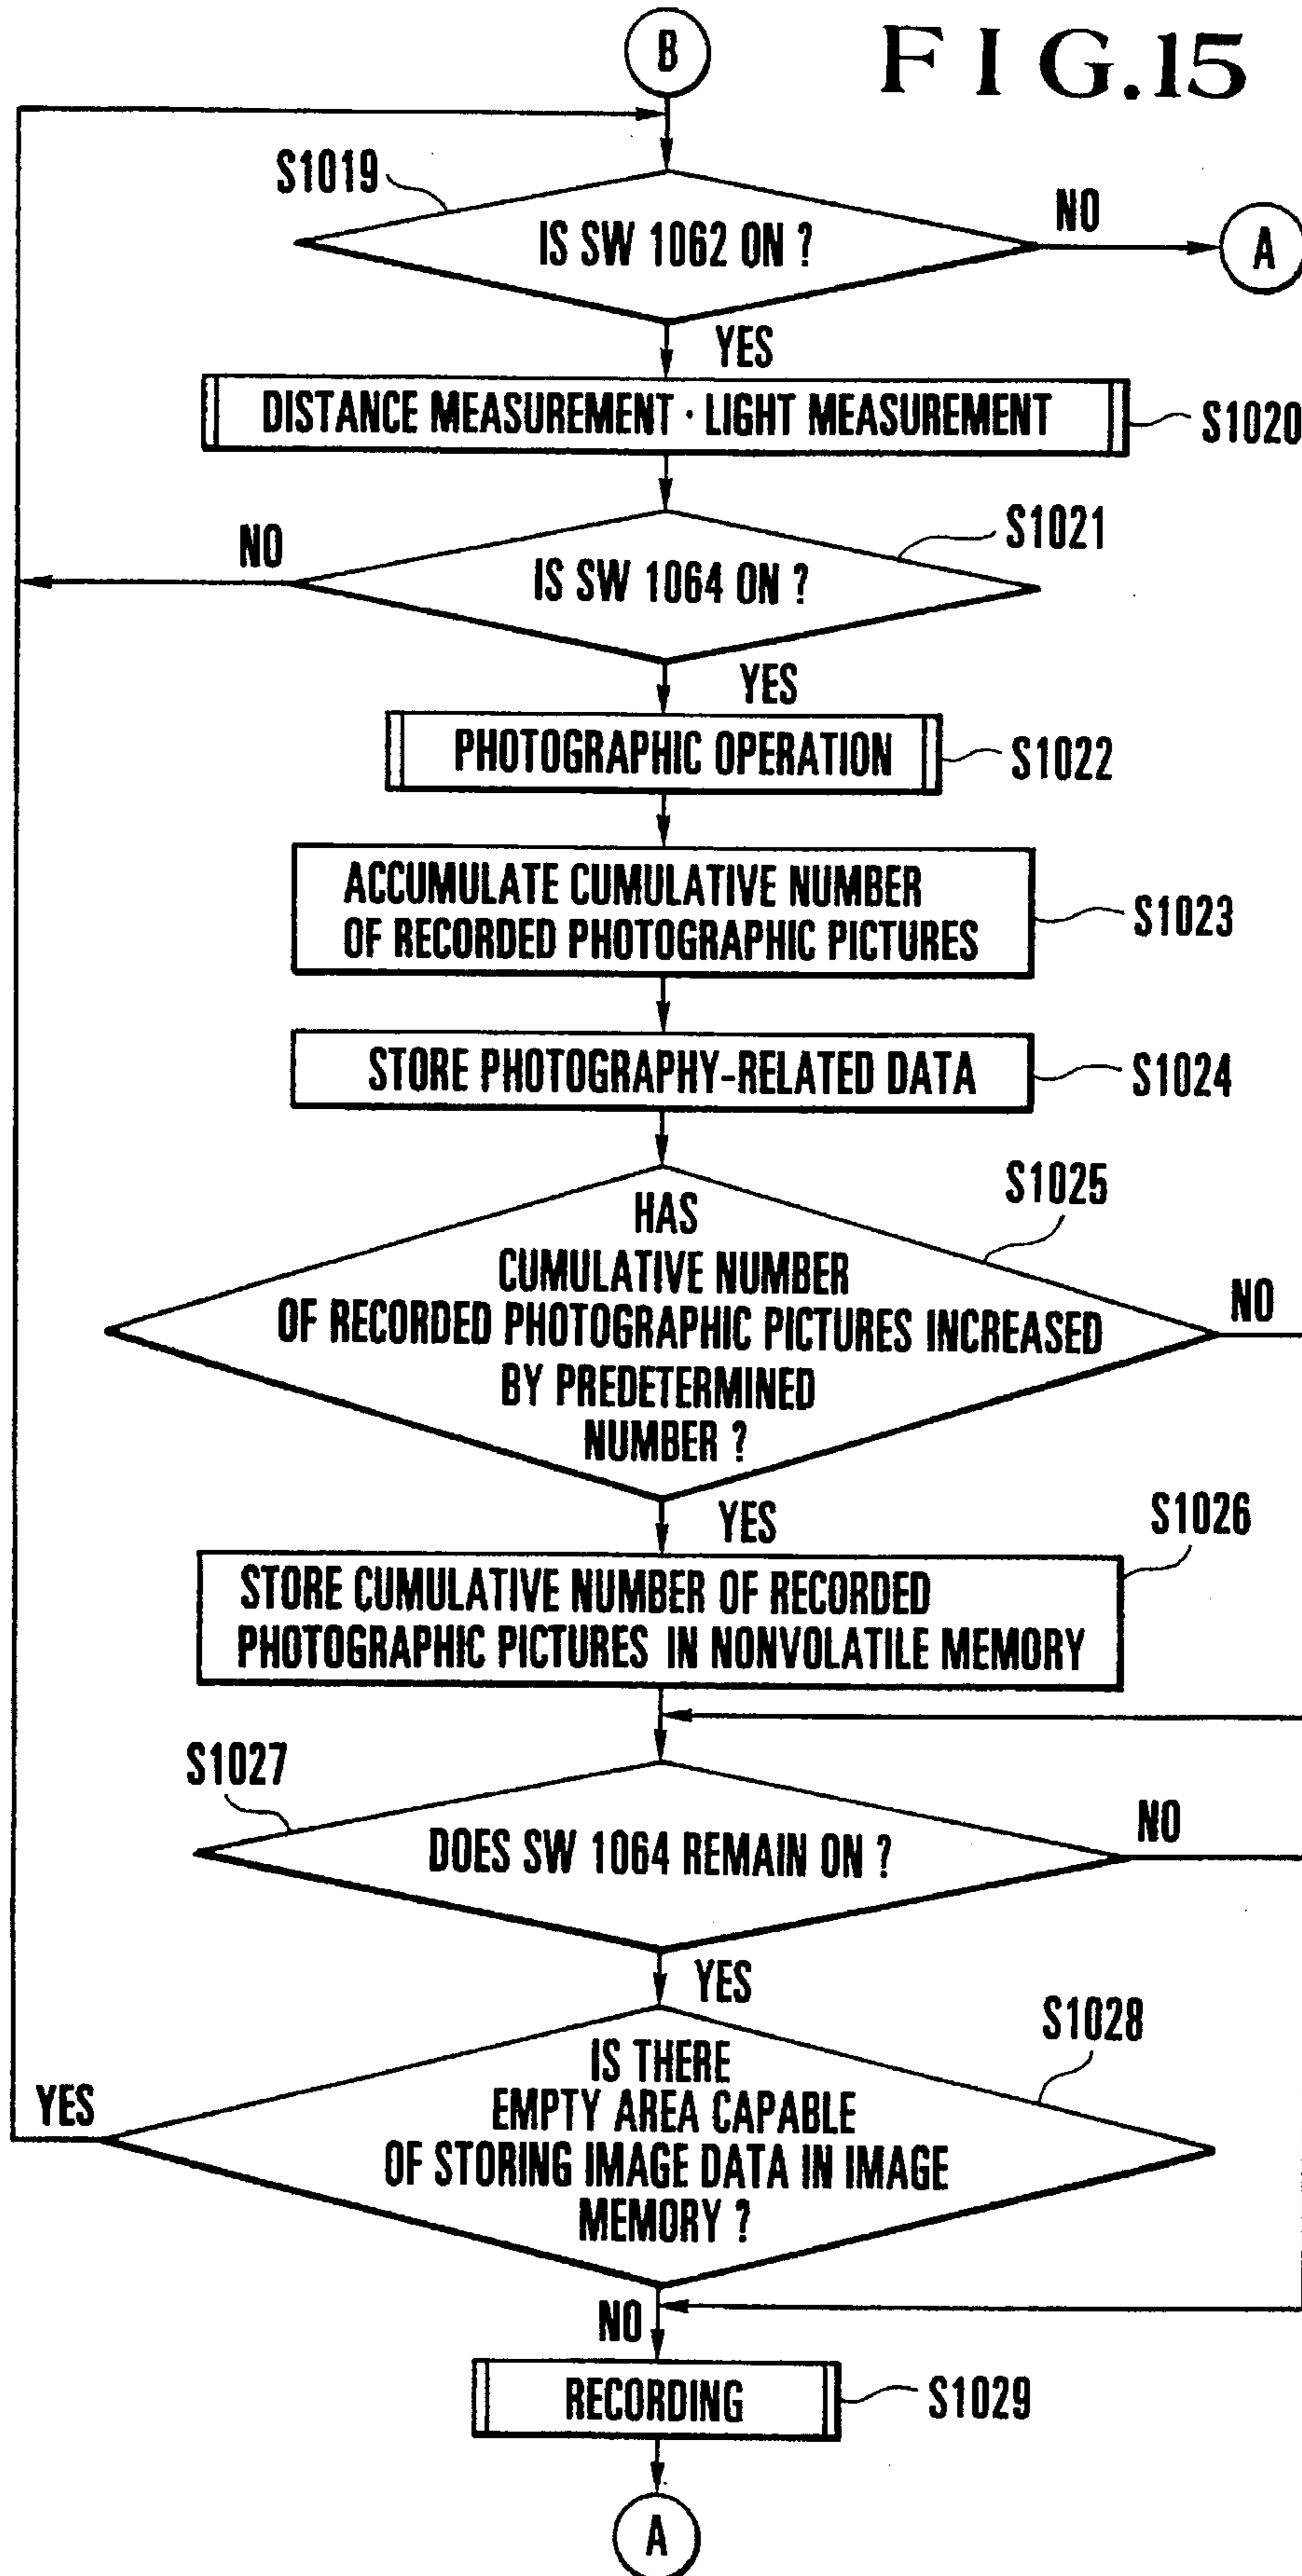 B
FIG.15
S1019
IS SW 1062 ON ?
NO
A
YES
DISTANCE MEASUREMENT · LIGHT MEASUREMENT
S1020
NO
S1021
IS SW 1064 ON ?
YES
PHOTOGRAPHIC OPERATION
S1022
ACCUMULATE CUMULATIVE NUMBER
OF RECORDED PHOTOGRAPHIC PICTURES
S1023
STORE PHOTOGRAPHY-RELATED DATA
S1024
S1025
HAS
CUMULATIVE NUMBER
OF RECORDED PHOTOGRAPHIC PICTURES INCREASED
BY PREDETERMINED
NUMBER ?
NO
YES
S1026
STORE CUMULATIVE NUMBER OF RECORDED
PHOTOGRAPHIC PICTURES IN NONVOLATILE MEMORY
S1027
DOES SW 1064 REMAIN ON ?
NO
YES
S1028
IS THERE
EMPTY AREA CAPABLE
OF STORING IMAGE DATA IN IMAGE
MEMORY ?
YES
NO
RECORDING
S1029
A